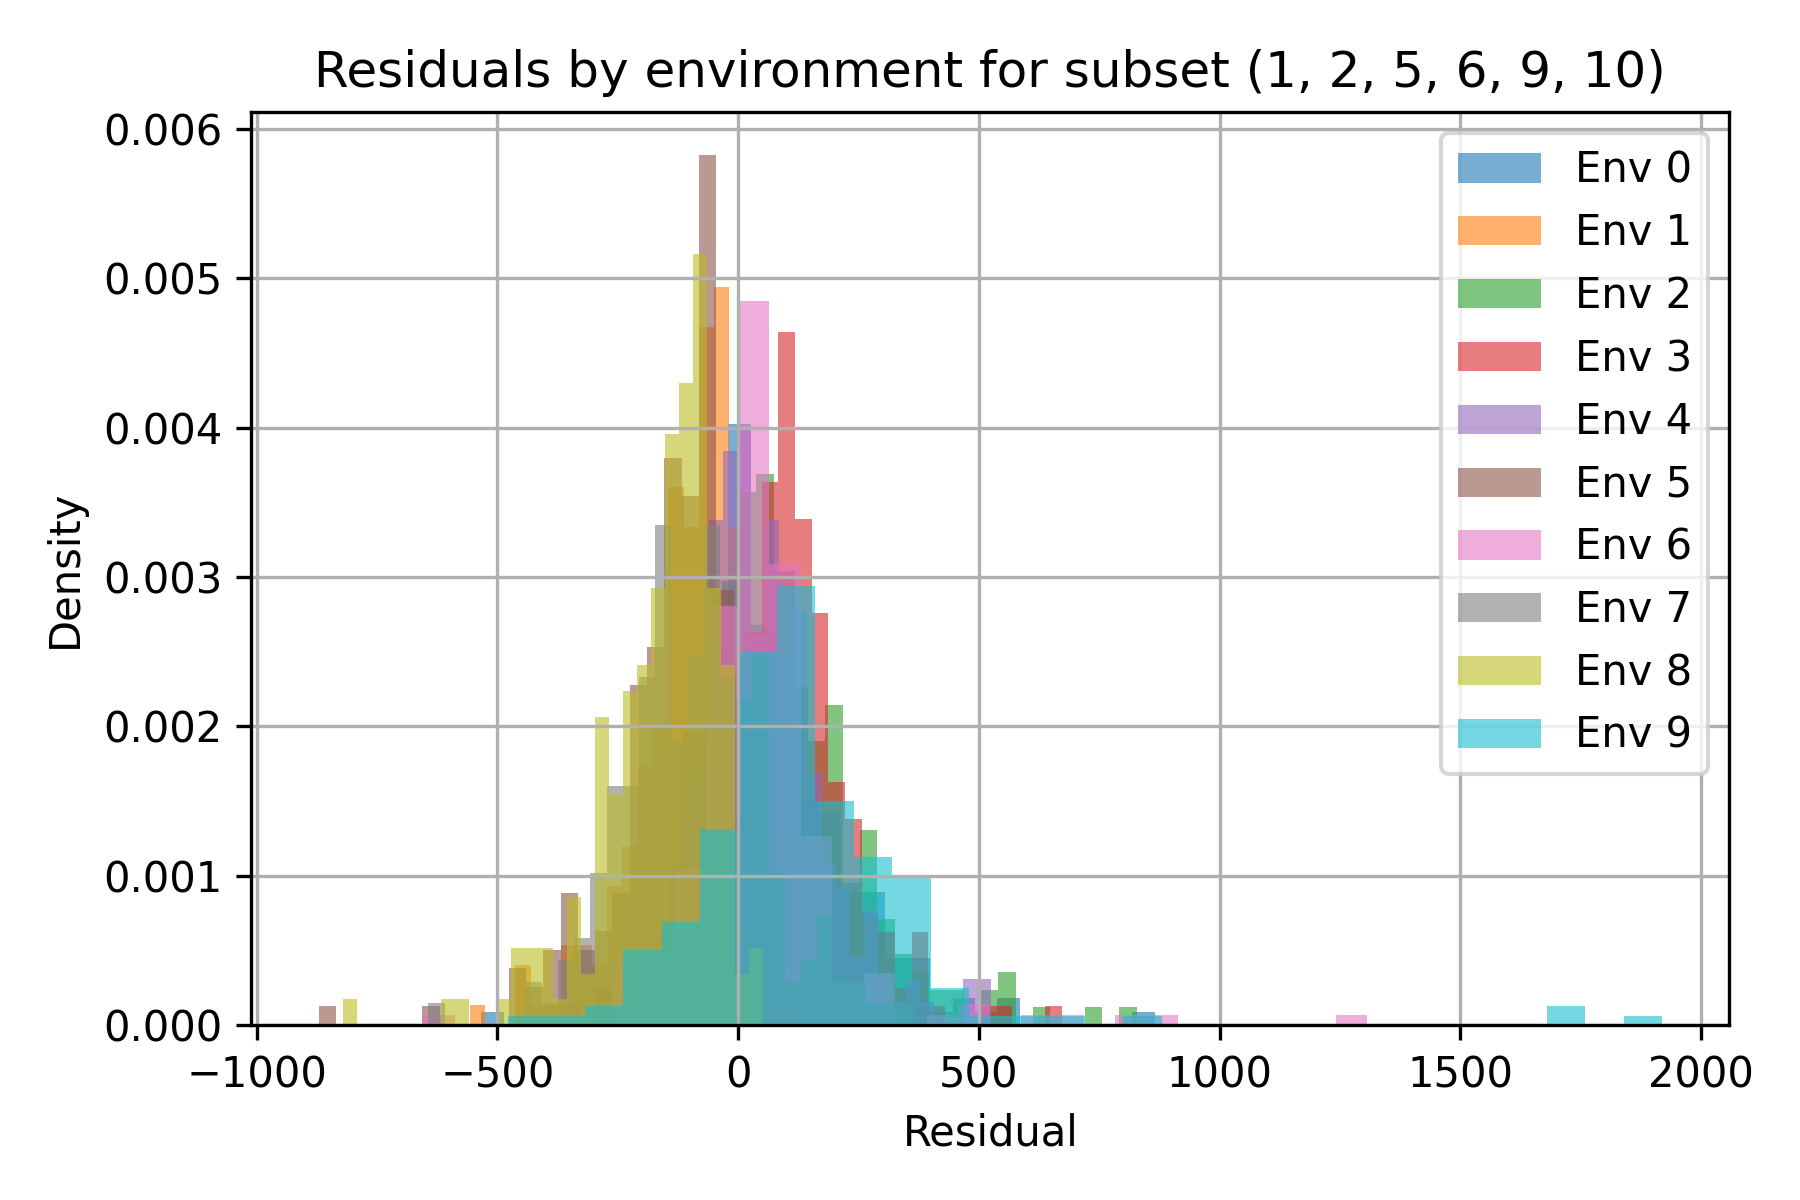 Residuals by environment for subset (1, 2, 5, 6, 9, 10)
0.006
0.005
0.004
0.003
0.002
0.001
0.000
Density
−1000
−500
0
500
1000
1500
2000
Residual
Env 0
Env 1
Env 2
Env 3
Env 4
Env 5
Env 6
Env 7
Env 8
Env 9